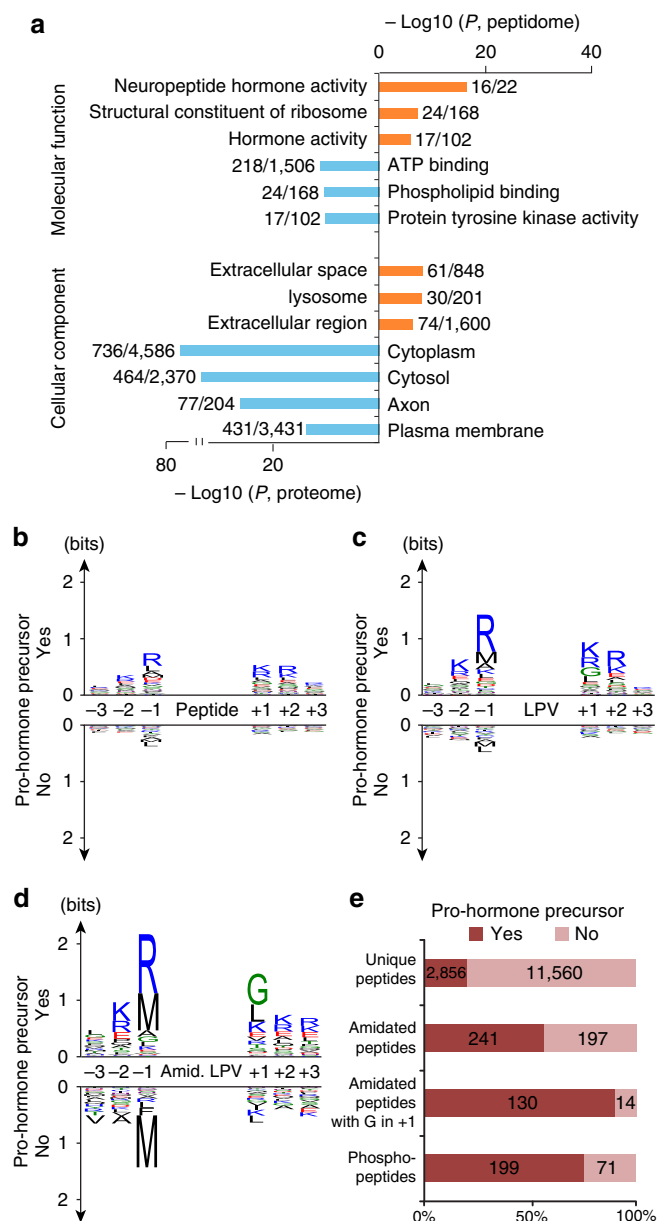 a
– Log10 (P, peptidome)
0 20 40
Molecular function
Neuropeptide hormone activity 16/22
Structural constituent of ribosome 24/168
Hormone activity 17/102
218/1,506 ATP binding
24/168 Phospholipid binding
17/102 Protein tyrosine kinase activity
Cellular component
Extracellular space 61/848
lysosome 30/201
Extracellular region 74/1,600
736/4,586 Cytoplasm
464/2,370 Cytosol
77/204 Axon
431/3,431 Plasma membrane
80 20
– Log10 (P, proteome)
b
(bits)
Pro-hormone precursor
Yes
No
2
1
0
–3 –2 –1 Peptide +1 +2 +3
0
1
2
R
K R
c
(bits)
Pro-hormone precursor
Yes
No
2
1
0
–3 –2 –1 LPV +1 +2 +3
0
1
2
K R M
K R G L R
d
(bits)
Pro-hormone precursor
Yes
No
2
1
0
–3 –2 –1 Amid. LPV +1 +2 +3
0
1
2
K R R M
G L K K R
M
e
Pro-hormone precursor
Yes No
Unique peptides 2,856 11,560
Amidated peptides 241 197
Amidated peptides with G in +1 130 14
Phospho-peptides 199 71
0% 50% 100%